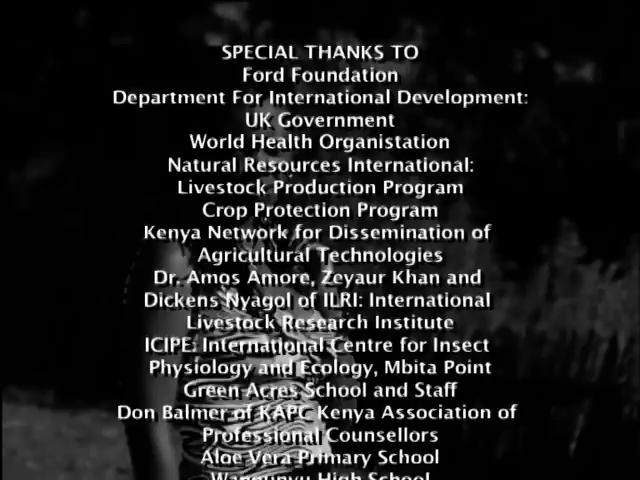 SPECIAL THANKS TO
Ford Foundation
Department For International Development:
UK Government
World Health Organistation
Natural Resources International:
Livestock Production Program
Crop Protection Program
Kenya Network for Dissemination of
Agricultural Technologies
Dr. Amos Amore, Zeyaur Khan and
Dickens Nyagol of ILRI: International
Livestock Research Institute
ICIPE: International Centre for Insect
Physiology and Ecology, Mbita Point
Green Acres School and Staff
Don Balmer of KAPC Kenya Association of
Professional Counsellors
Aloe Vera Primary School
High School